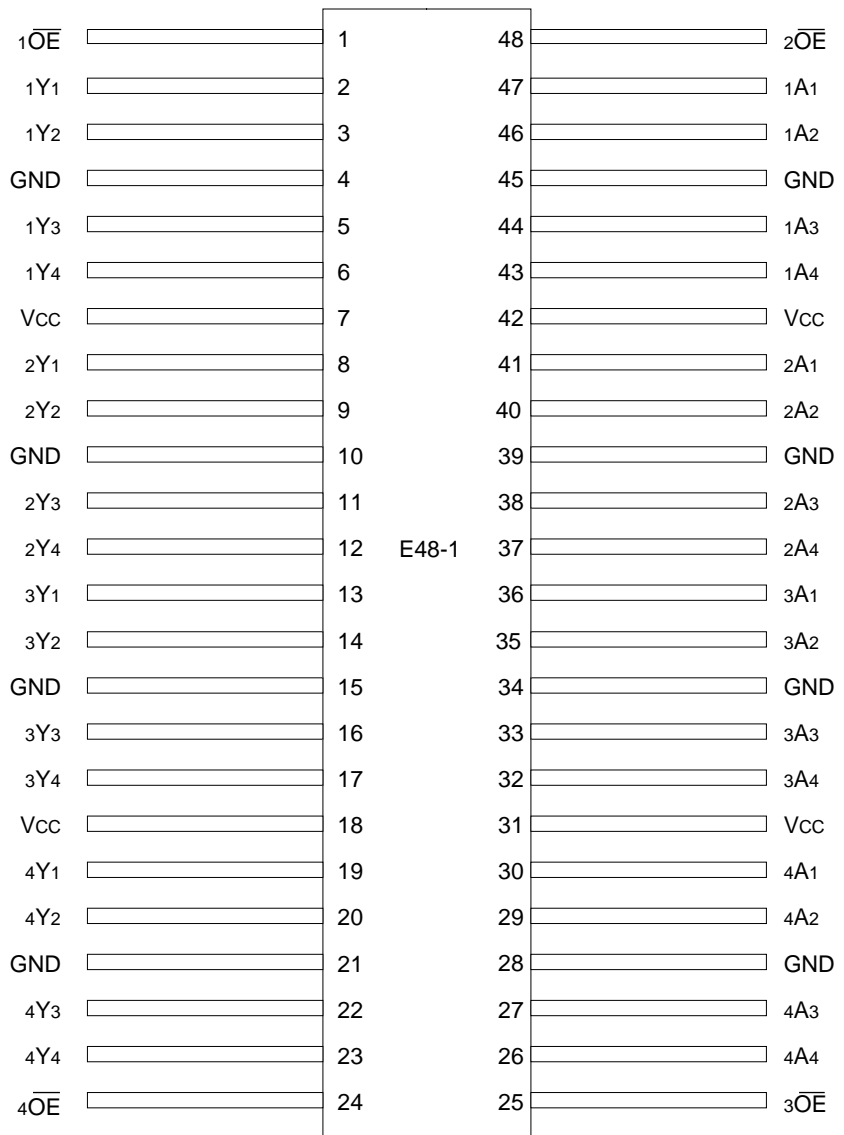 1O̅E̅ 1 48 2O̅E̅
1Y1 2 47 1A1
1Y2 3 46 1A2
GND 4 45 GND
1Y3 5 44 1A3
1Y4 6 43 1A4
VCC 7 42 VCC
2Y1 8 41 2A1
2Y2 9 40 2A2
GND 10 39 GND
2Y3 11 38 2A3
2Y4 12 E48-1 37 2A4
3Y1 13 36 3A1
3Y2 14 35 3A2
GND 15 34 GND
3Y3 16 33 3A3
3Y4 17 32 3A4
VCC 18 31 VCC
4Y1 19 30 4A1
4Y2 20 29 4A2
GND 21 28 GND
4Y3 22 27 4A3
4Y4 23 26 4A4
4O̅E̅ 24 25 3O̅E̅